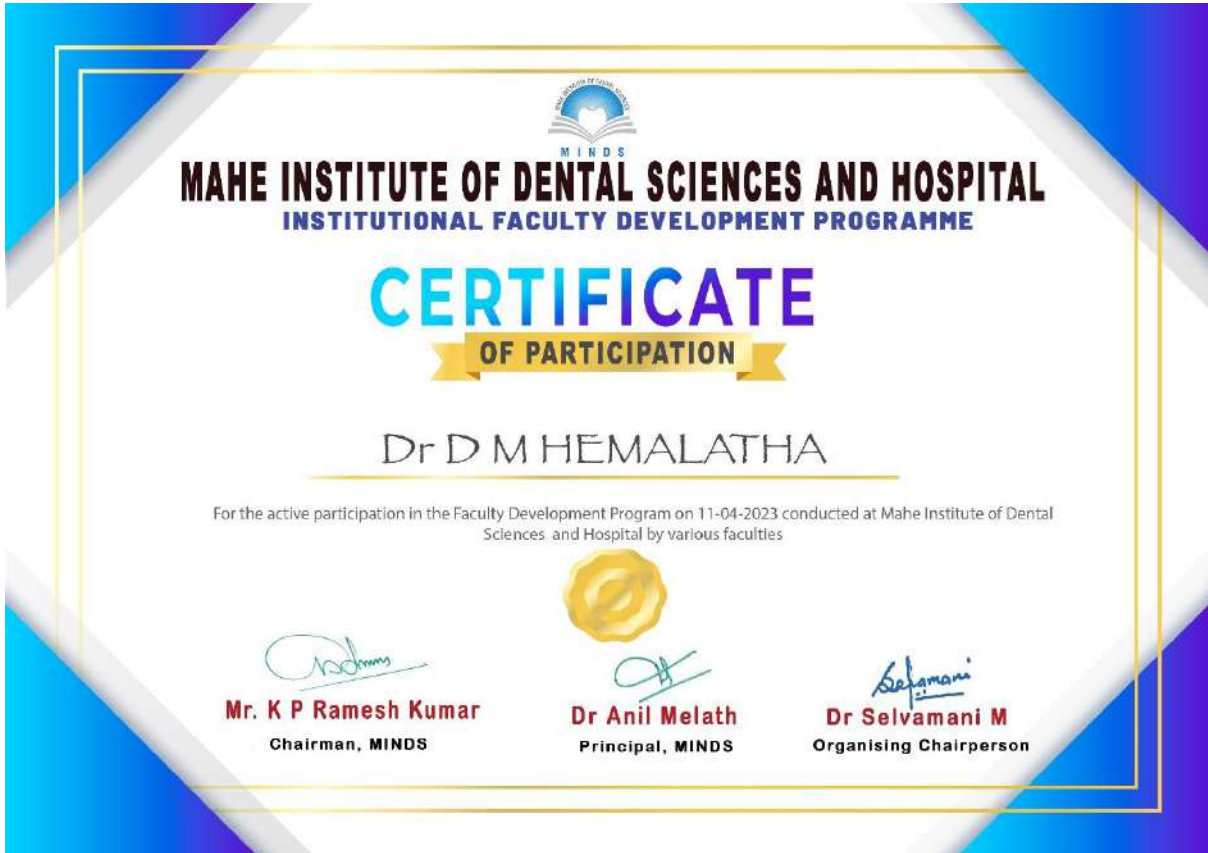 MINDS
MAHE INSTITUTE OF DENTAL SCIENCES AND HOSPITAL
INSTITUTIONAL FACULTY DEVELOPMENT PROGRAMME
CERTIFICATE
OF PARTICIPATION
Dr D M HEMALATHA
For the active participation in the Faculty Development Program on 11-04-2023 conducted at Mahe Institute of Dental
Sciences and Hospital by various faculties
Selvamani
Mr. K P Ramesh Kumar
Dr Anil Melath
Dr Selvamani M
Chairman, MINDS
Principal, MINDS
Organising Chairperson